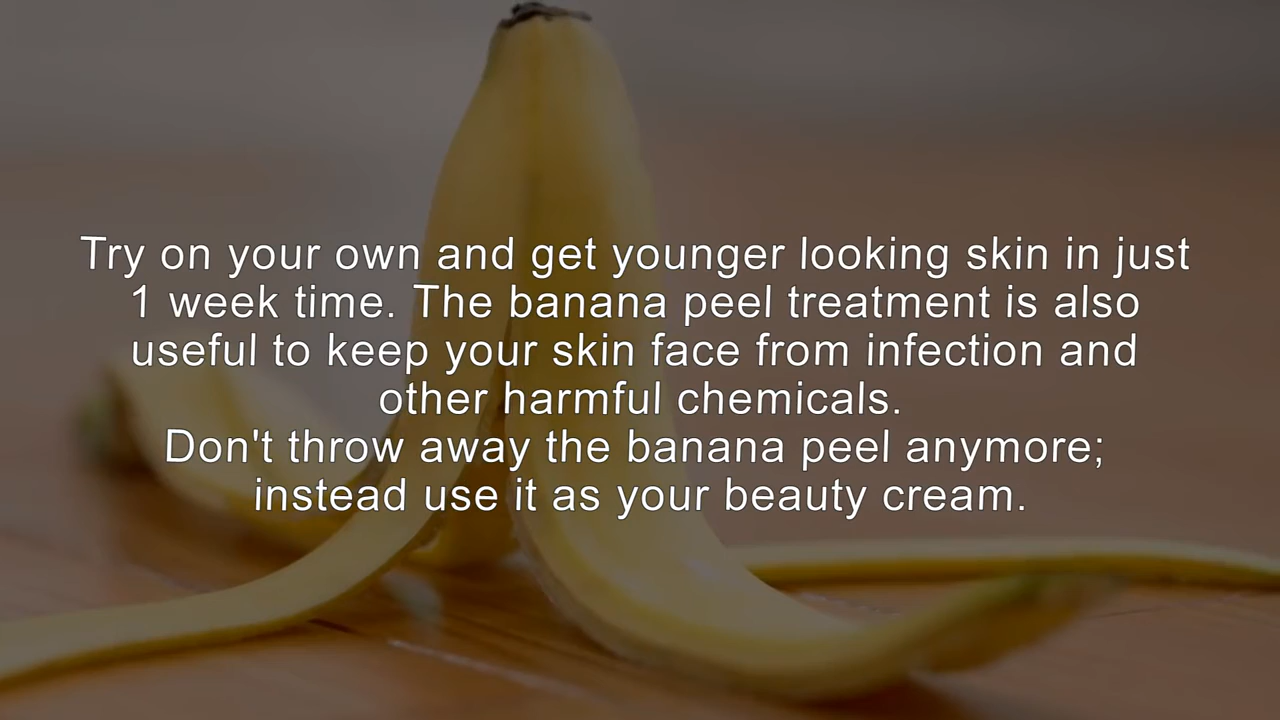 Try on your own and get younger looking skin in just
1 week time. The banana peel treatment is also
useful to keep your skin face from infection and
other harmful chemicals.
Don't throw away the banana peel anymore;
instead use it as your beauty cream.